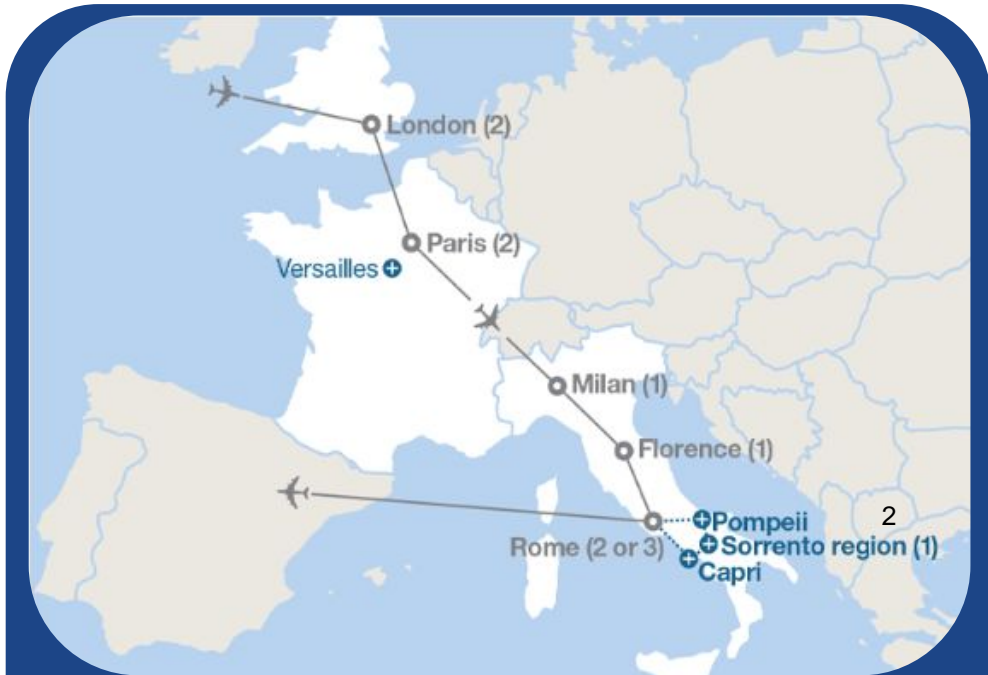 London (2)
Paris (2)
Versailles
Milan (1)
Florence (1)
2
Pompeii
Rome (2 or 3)
Sorrento region (1)
Capri